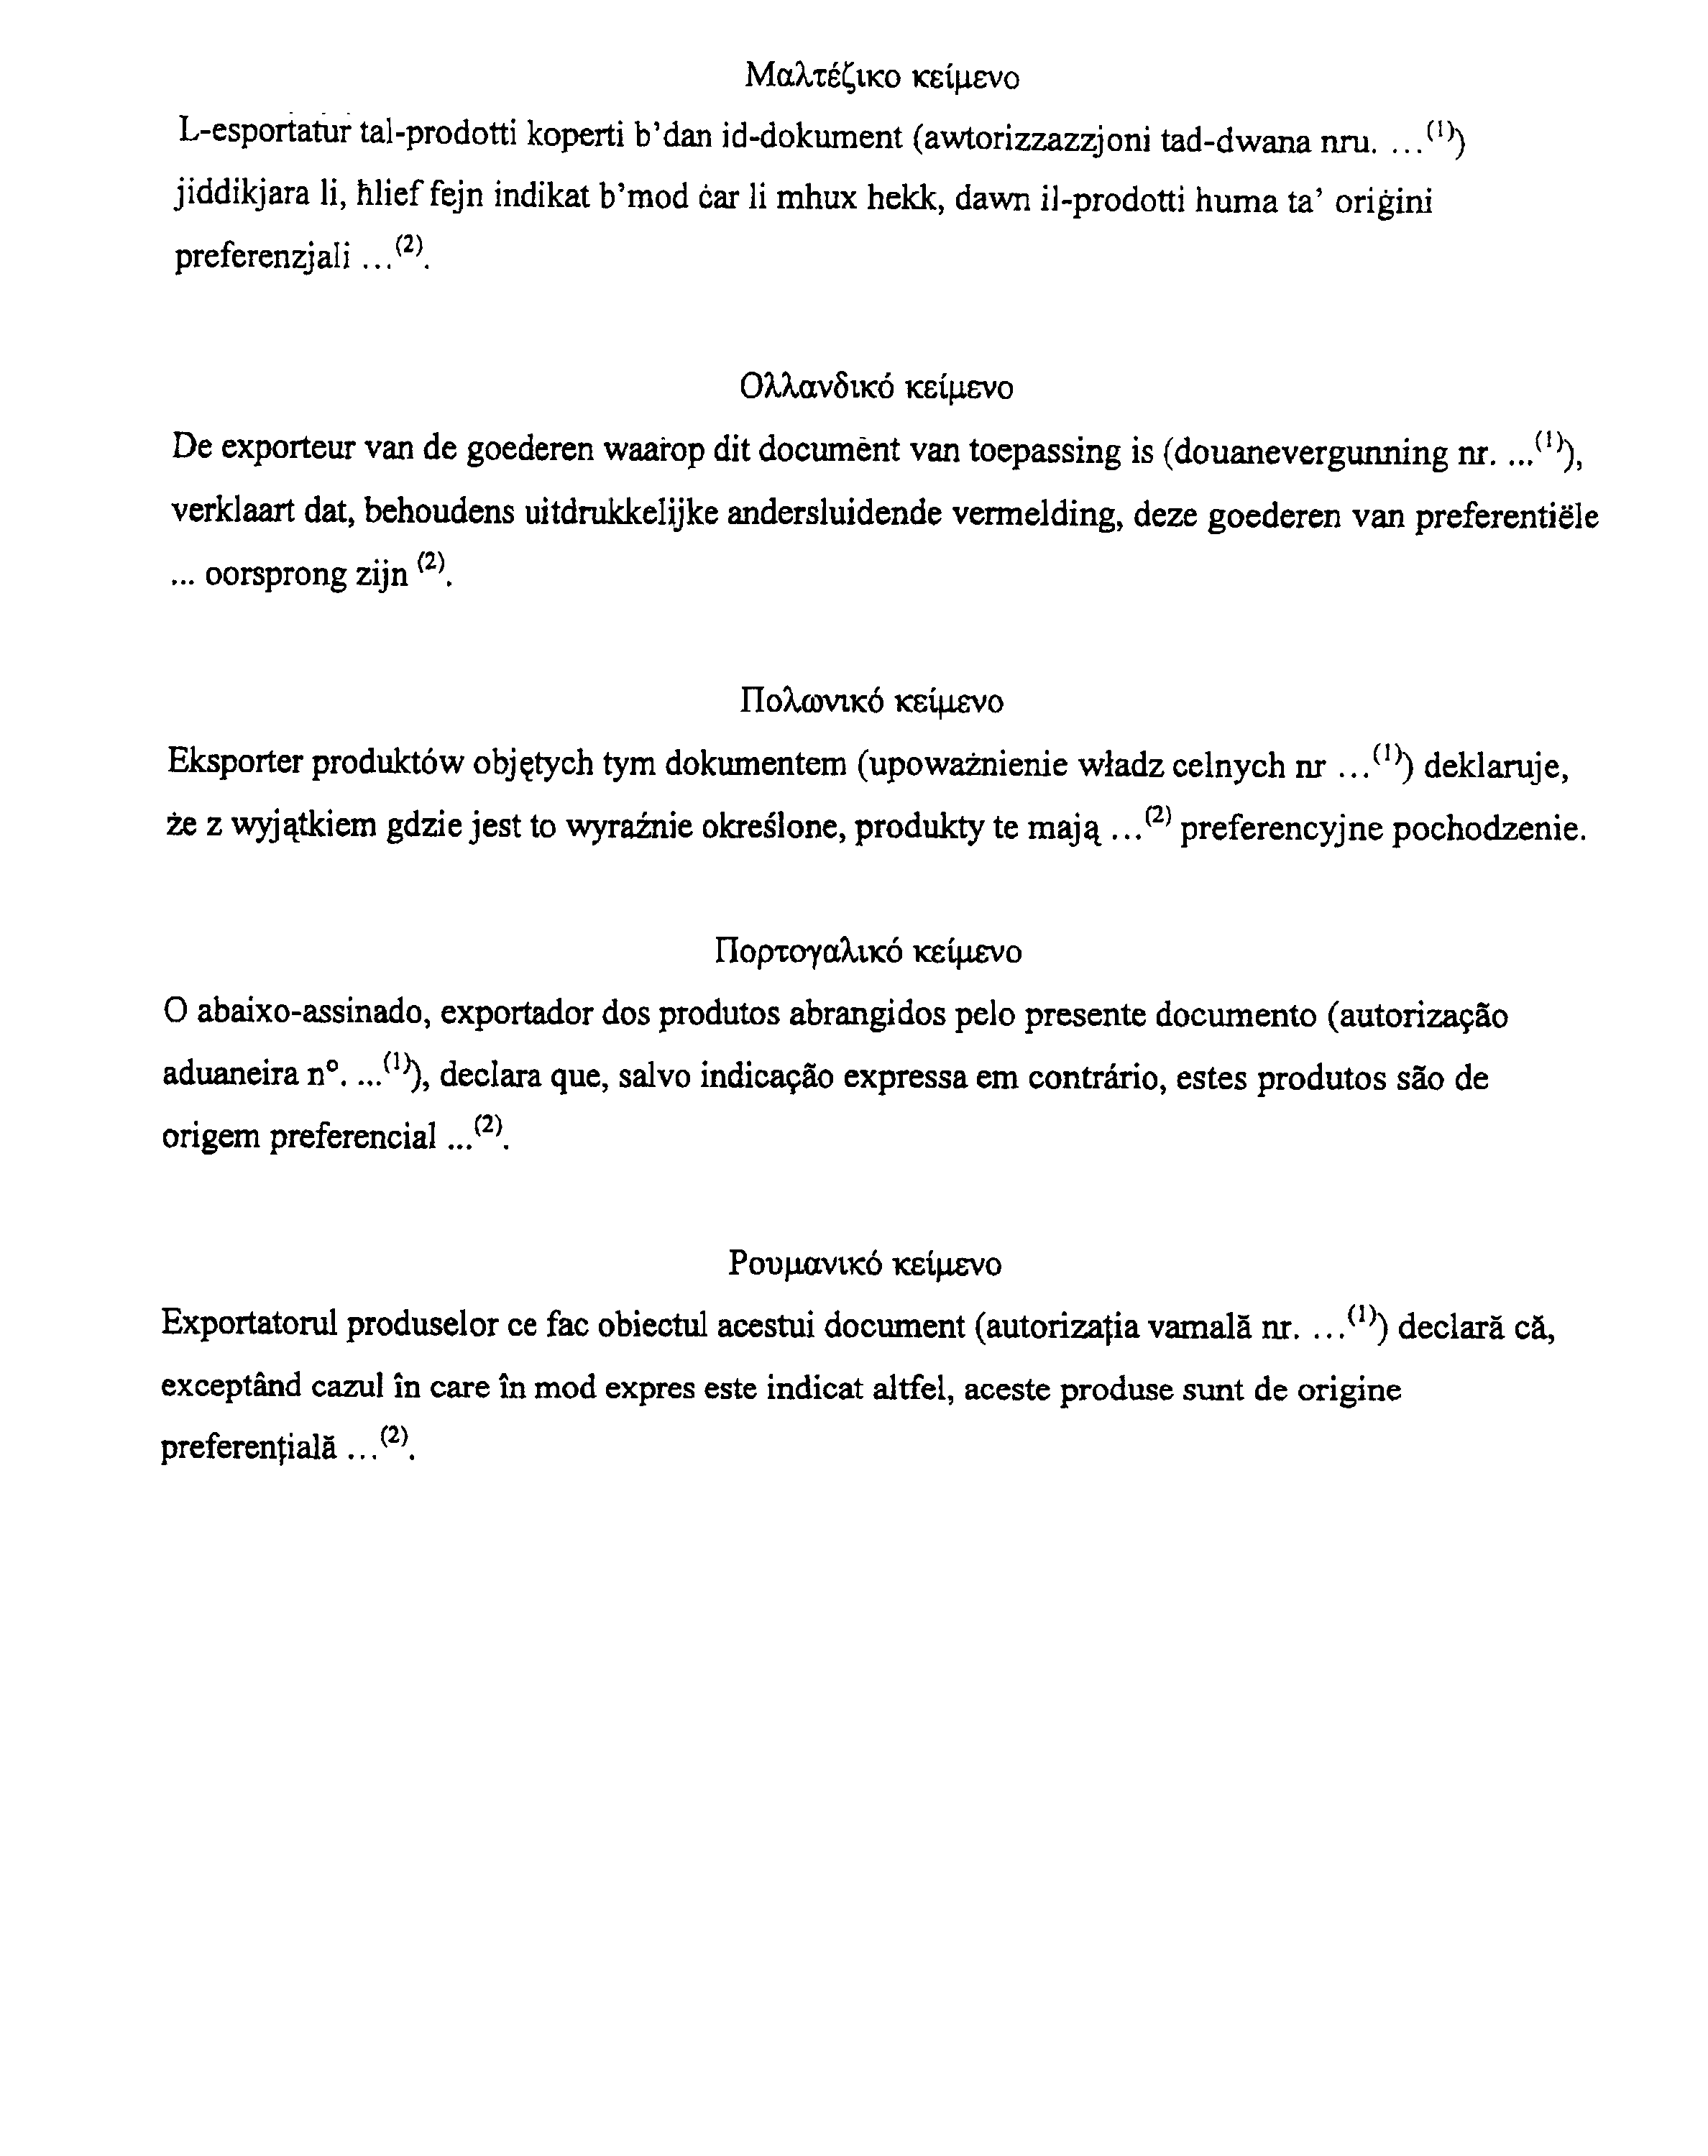 Μαλτέζικο κείμενο
L-esportatur tal-prodotti koperti b’dan id-dokument (awtorizzazzjoni tad-dwana nru. …(1))
jiddikjara li, ħlief fejn indikat b’mod ċar li mhux hekk, dawn il-prodotti huma ta’ oriġini
preferenzjali …(2).
Ολλανδικό κείμενο
De exporteur van de goederen waarop dit document van toepassing is (douanevergunning nr. ...(1)),
verklaart dat, behoudens uitdrukkelijke andersluidende vermelding, deze goederen van preferentiële
... oorsprong zijn (2).
Πολωνικό κείμενο
Eksporter produktów objętych tym dokumentem (upoważnienie władz celnych nr …(1)) deklaruje,
że z wyjątkiem gdzie jest to wyraźnie określone, produkty te mają …(2) preferencyjne pochodzenie.
Πορτογαλικό κείμενο
O abaixo-assinado, exportador dos produtos abrangidos pelo presente documento (autorização
aduaneira n°. ...(1)), declara que, salvo indicação expressa em contrário, estes produtos são de
origem preferencial ...(2).
Ρουμανικό κείμενο
Exportatorul produselor ce fac obiectul acestui document (autorizaţia vamală nr. …(1)) declară că,
exceptând cazul în care în mod expres este indicat altfel, aceste produse sunt de origine
preferenţială …(2).